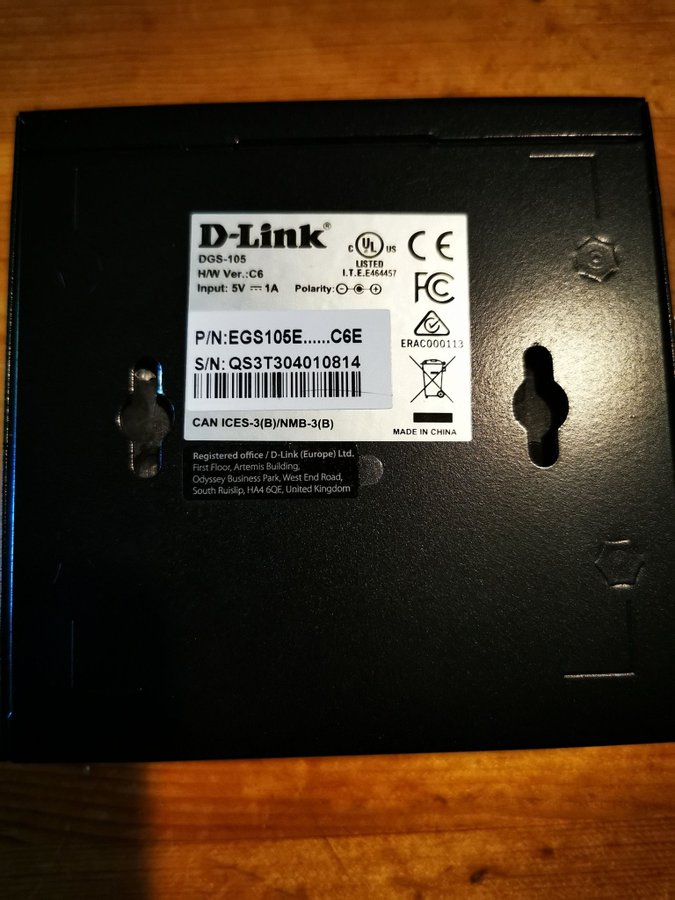 D-Link®
DGS-105
H/W Ver.:C6
Input: 5V ⎓ 1A Polarity: ⊖ ⊕
C UL US
LISTED
I.T.E.E464457
CE
FC
ERAC000113
P/N:EGS105E......C6E
S/N: QS3T304010814
CAN ICES-3(B)/NMB-3(B)
MADE IN CHINA
Registered office / D-Link (Europe) Ltd.
First Floor, Artemis Building,
Odyssey Business Park, West End Road,
South Ruislip, HA4 6QE, United Kingdom